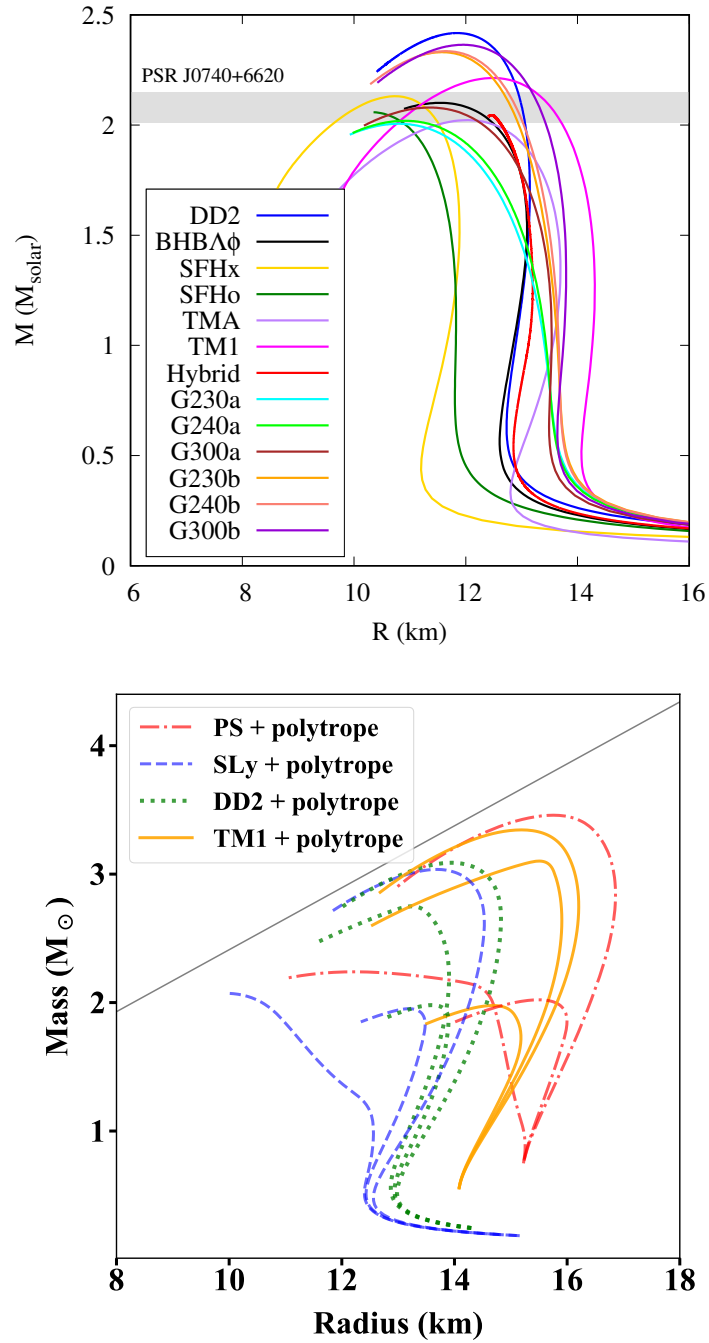 2.5
PSR J0740+6620
2
DD2
BHBΛϕ
SFHx
1.5
SFHo
M (M_solar)
TMA
TM1
1
Hybrid
G230a
G240a
G300a
0.5
G230b
G240b
G300b
0
6 8 10 12 14 16
R (km)
PS + polytrope
4
SLy + polytrope
DD2 + polytrope
TM1 + polytrope
3
Mass (M⊙)
2
1
8 10 12 14 16 18
Radius (km)